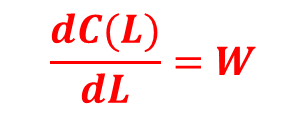 dC(L)/dL = W